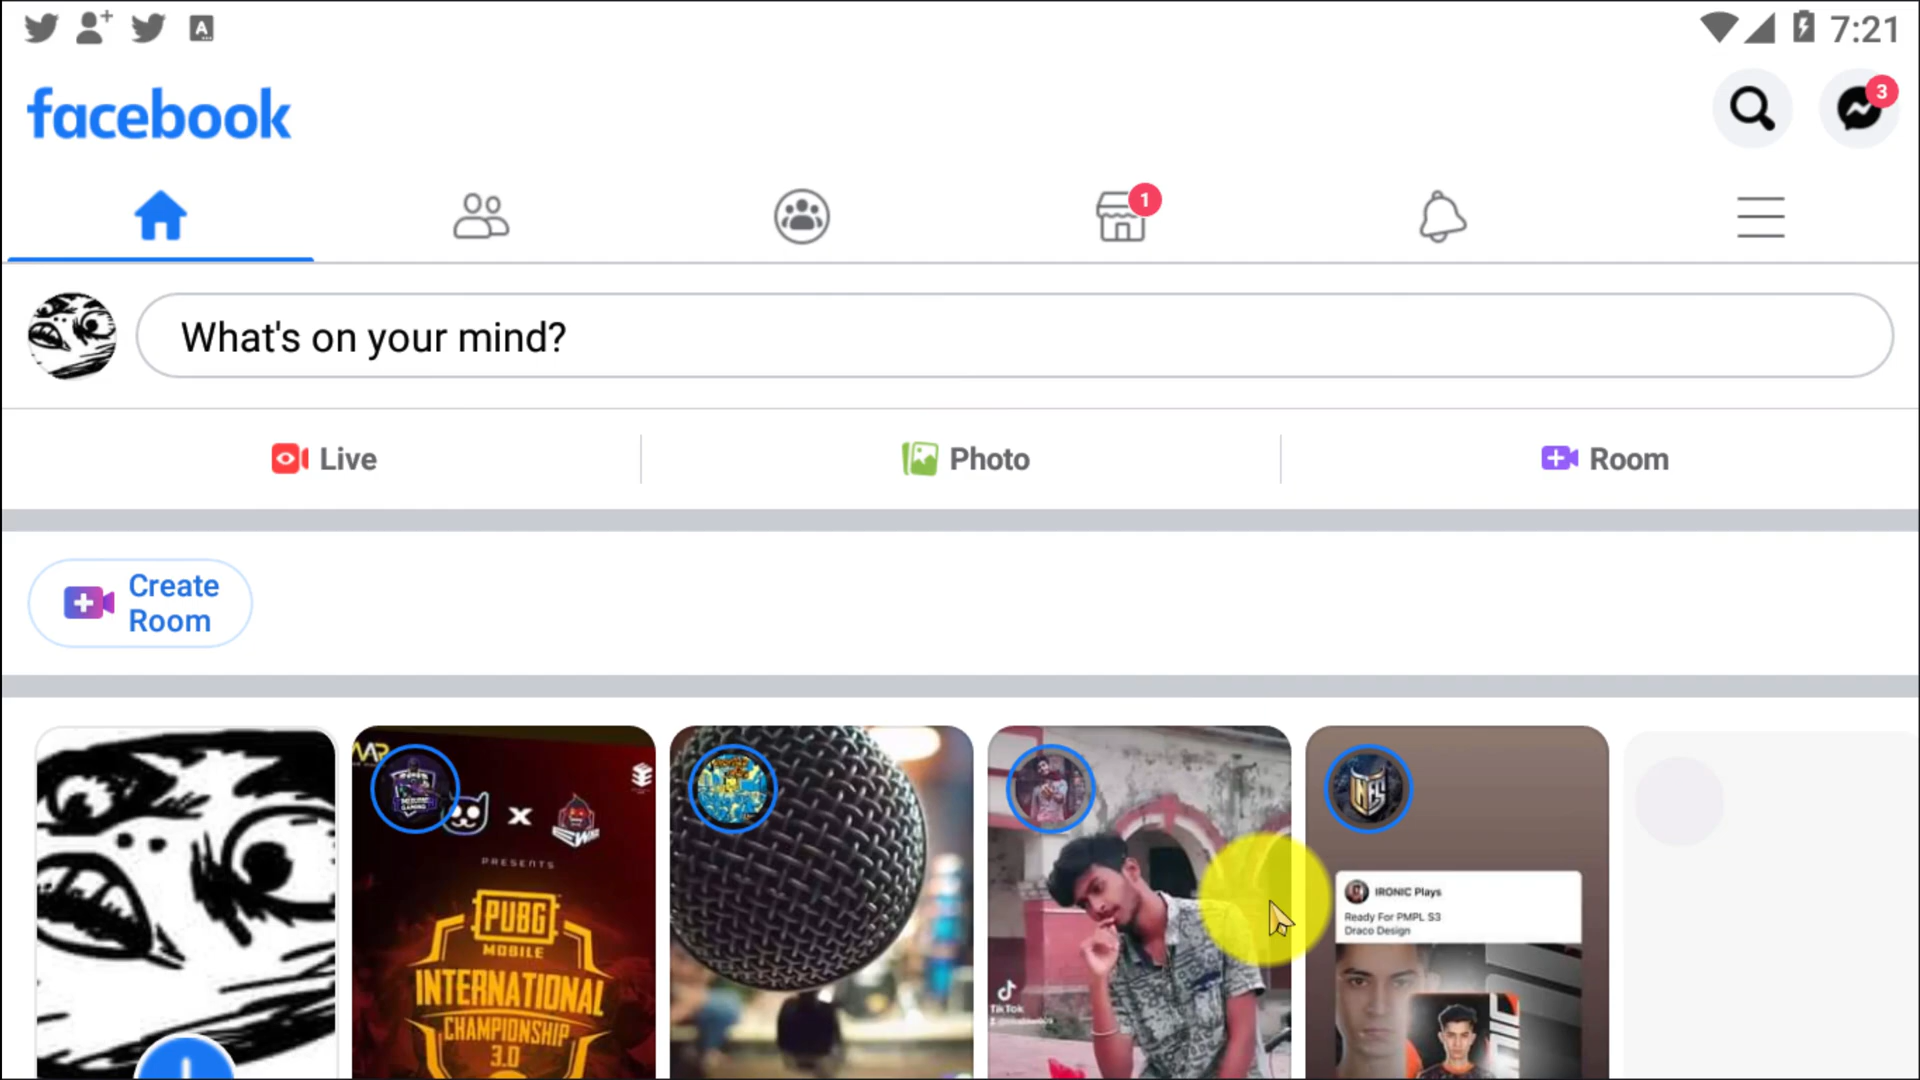 7:21
facebook
3
1
What's on your mind?
Live
Photo
Room
Create
Room
X
PRESENTS
PUBG
MOBILE
INTERNATIONAL
CHAMPIONSHIP
3.0
TikTok
IRONIC Plays
Ready For PMPL S3
Draco Design